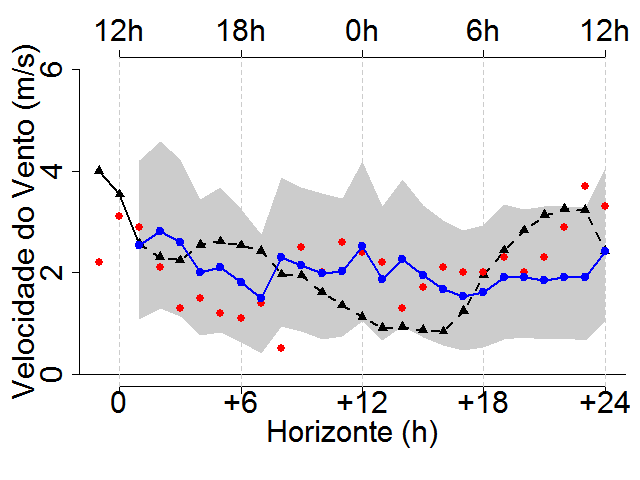 12h 18h 0h 6h 12h
Velocidade do Vento (m/s)
6
4
2
0
0 +6 +12 +18 +24
Horizonte (h)